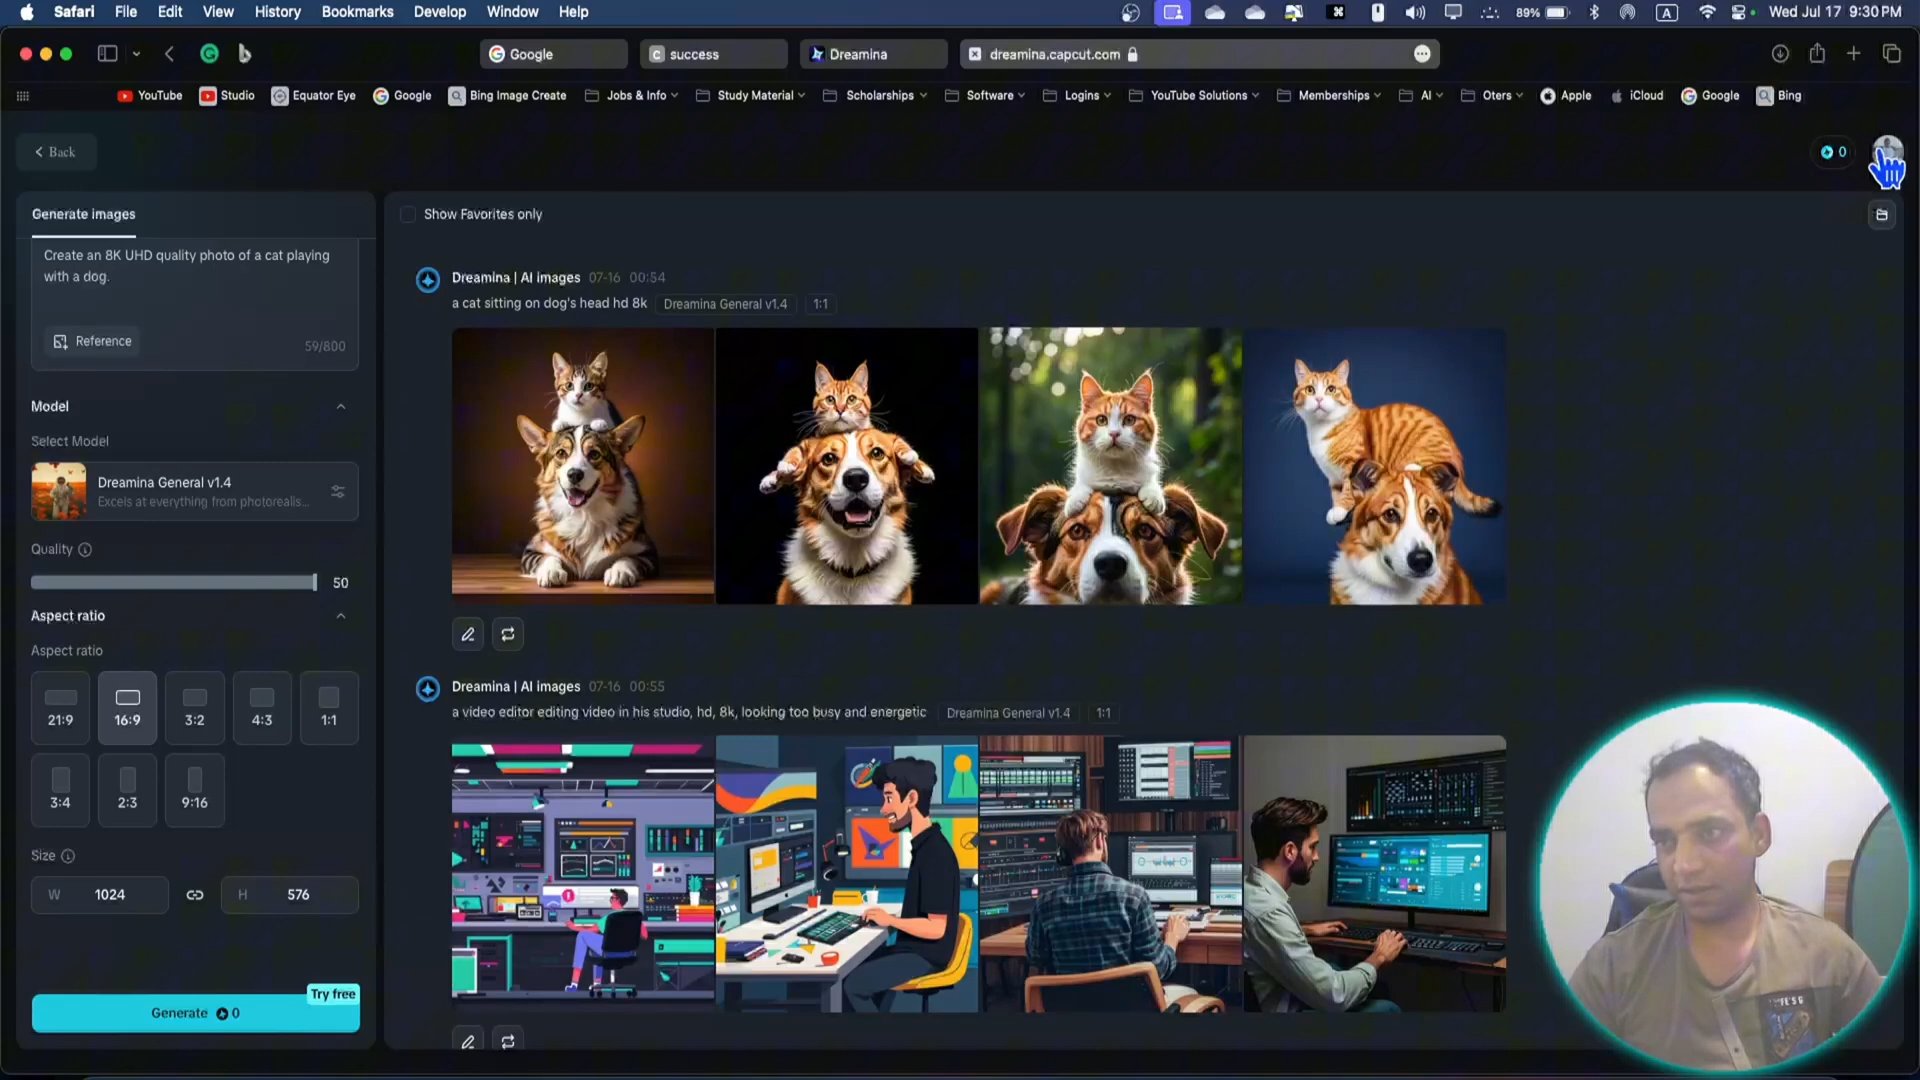 Safari File Edit View History Bookmarks Develop Window Help 89% A Wed Jul 17 9:30 PM
Google success Dreamina dreamina.capcut.com
YouTube Studio Equator Eye Google Bing Image Create Jobs & Info Study Material Scholarships Software Logins YouTube Solutions Memberships AI Oters Apple iCloud Google Bing
Back
0
Generate images
Show Favorites only
Create an 8K UHD quality photo of a cat playing
with a dog.
Reference
59/800
Dreamina | AI images 07-16 00:54
a cat sitting on dog's head hd 8k Dreamina General v1.4 1:1
Model
Select Model
Dreamina General v1.4
Excels at everything from photorealis...
Quality
50
Aspect ratio
Aspect ratio
21:9 16:9 3:2 4:3 1:1
3:4 2:3 9:16
Size
W 1024 H 576
Try free
Generate 0
Dreamina | AI images 07-16 00:55
a video editor editing video in his studio, hd, 8k, looking too busy and energetic Dreamina General v1.4 1:1